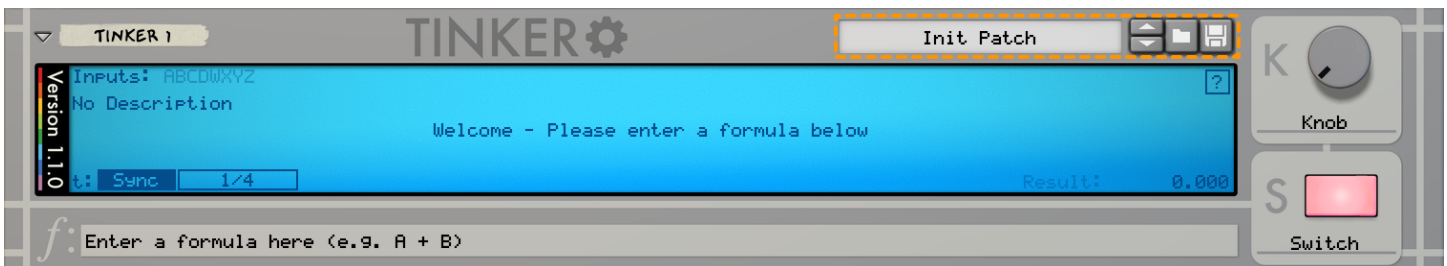 TINKER 1
TINKER
Init Patch
K
Knob
Version 1.1.0
Inputs: ABCDWXYZ
?
No Description
Welcome - Please enter a formula below
t: Sync 1/4
Result: 0.000
S
Switch
f: Enter a formula here (e.g. A + B)